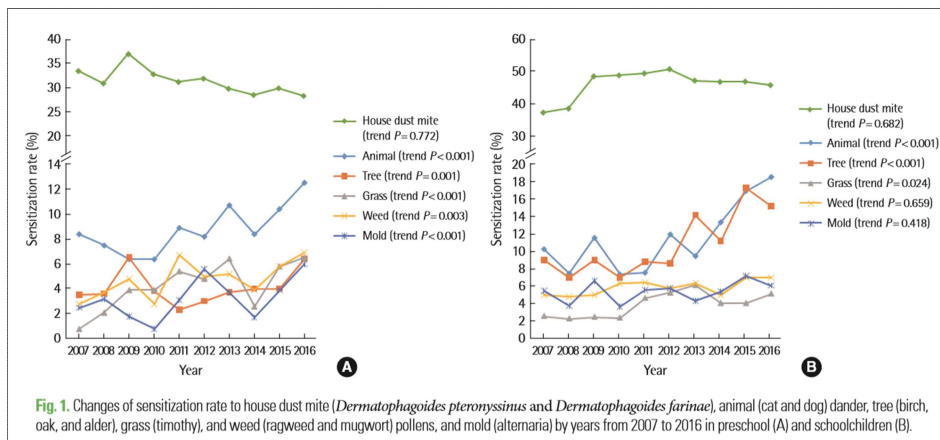 40
35
30
25
20
15
14
12
10
8
6
4
2
0
Sensitization rate (%)
2007 2008 2009 2010 2011 2012 2013 2014 2015 2016
Year
House dust mite
(trend P=0.772)
Animal (trend P<0.001)
Tree (trend P=0.001)
Grass (trend P<0.001)
Weed (trend P=0.003)
Mold (trend P<0.001)
A
60
50
40
30
20
18
16
14
12
10
8
6
4
2
0
Sensitization rate (%)
2007 2008 2009 2010 2011 2012 2013 2014 2015 2016
Year
House dust mite
(trend P=0.682)
Animal (trend P<0.001)
Tree (trend P<0.001)
Grass (trend P=0.024)
Weed (trend P=0.659)
Mold (trend P=0.418)
B
Fig. 1. Changes of sensitization rate to house dust mite (Dermatophagoides pteronyssinus and Dermatophagoides farinae), animal (cat and dog) dander, tree (birch,
oak, and alder), grass (timothy), and weed (ragweed and mugwort) pollens, and mold (alternaria) by years from 2007 to 2016 in preschool (A) and schoolchildren (B).